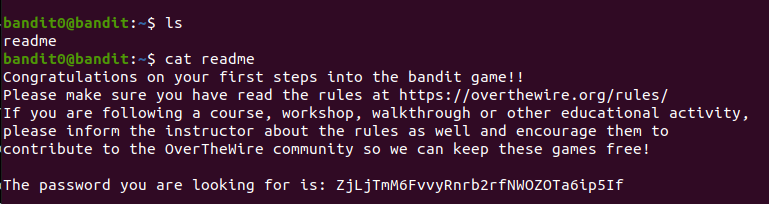 bandit0@bandit:~$ ls
readme
bandit0@bandit:~$ cat readme
Congratulations on your first steps into the bandit game!!
Please make sure you have read the rules at https://overthewire.org/rules/
If you are following a course, workshop, walkthrough or other educational activity,
please inform the instructor about the rules as well and encourage them to
contribute to the OverTheWire community so we can keep these games free!
The password you are looking for is: ZjLjTmM6FvvyRnrb2rfNWOZOTa6ip5If